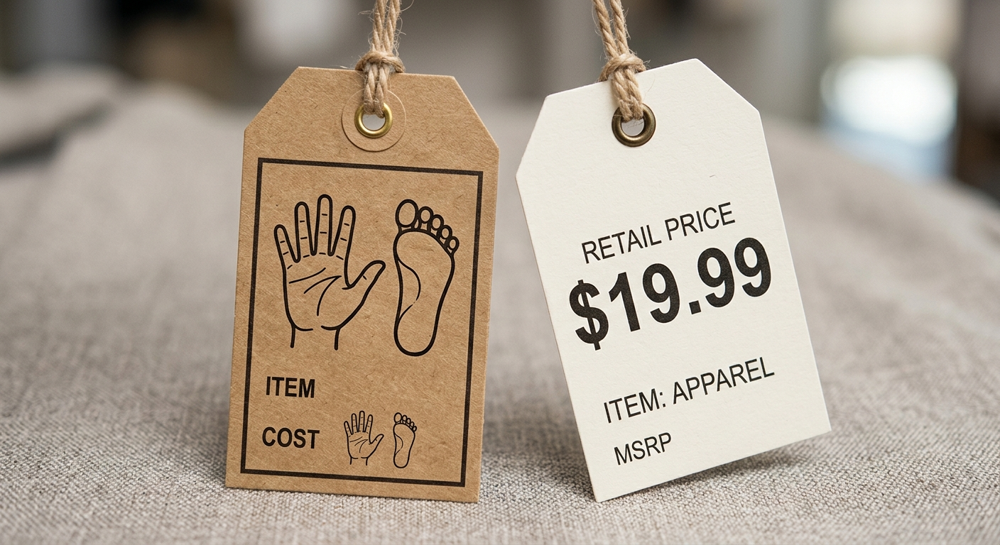 ITEM
COST
RETAIL PRICE
$19.99
ITEM: APPAREL
MSRP